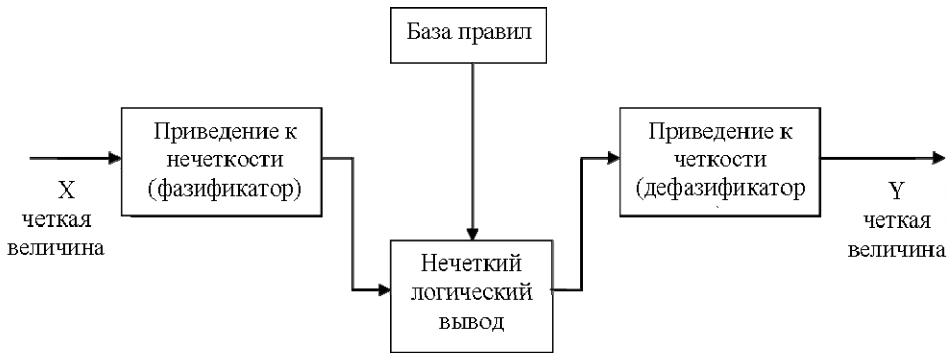 База правил
Приведение к
нечеткости
(фазификатор)
Приведение к
четкости
(дефазификатор
)
X
четкая
величина
Y
четкая
величина
Нечеткий
логический
вывод